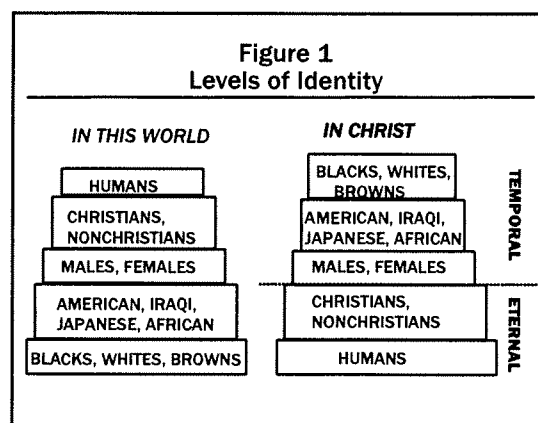 Figure 1
Levels of Identity
IN THIS WORLD
HUMANS
CHRISTIANS,
NONCHRISTIANS
MALES, FEMALES
AMERICAN, IRAQI,
JAPANESE, AFRICAN
BLACKS, WHITES, BROWNS
IN CHRIST
BLACKS, WHITES,
BROWNS
AMERICAN, IRAQI,
JAPANESE, AFRICAN
MALES, FEMALES
CHRISTIANS,
NONCHRISTIANS
HUMANS
TEMPORAL
ETERNAL